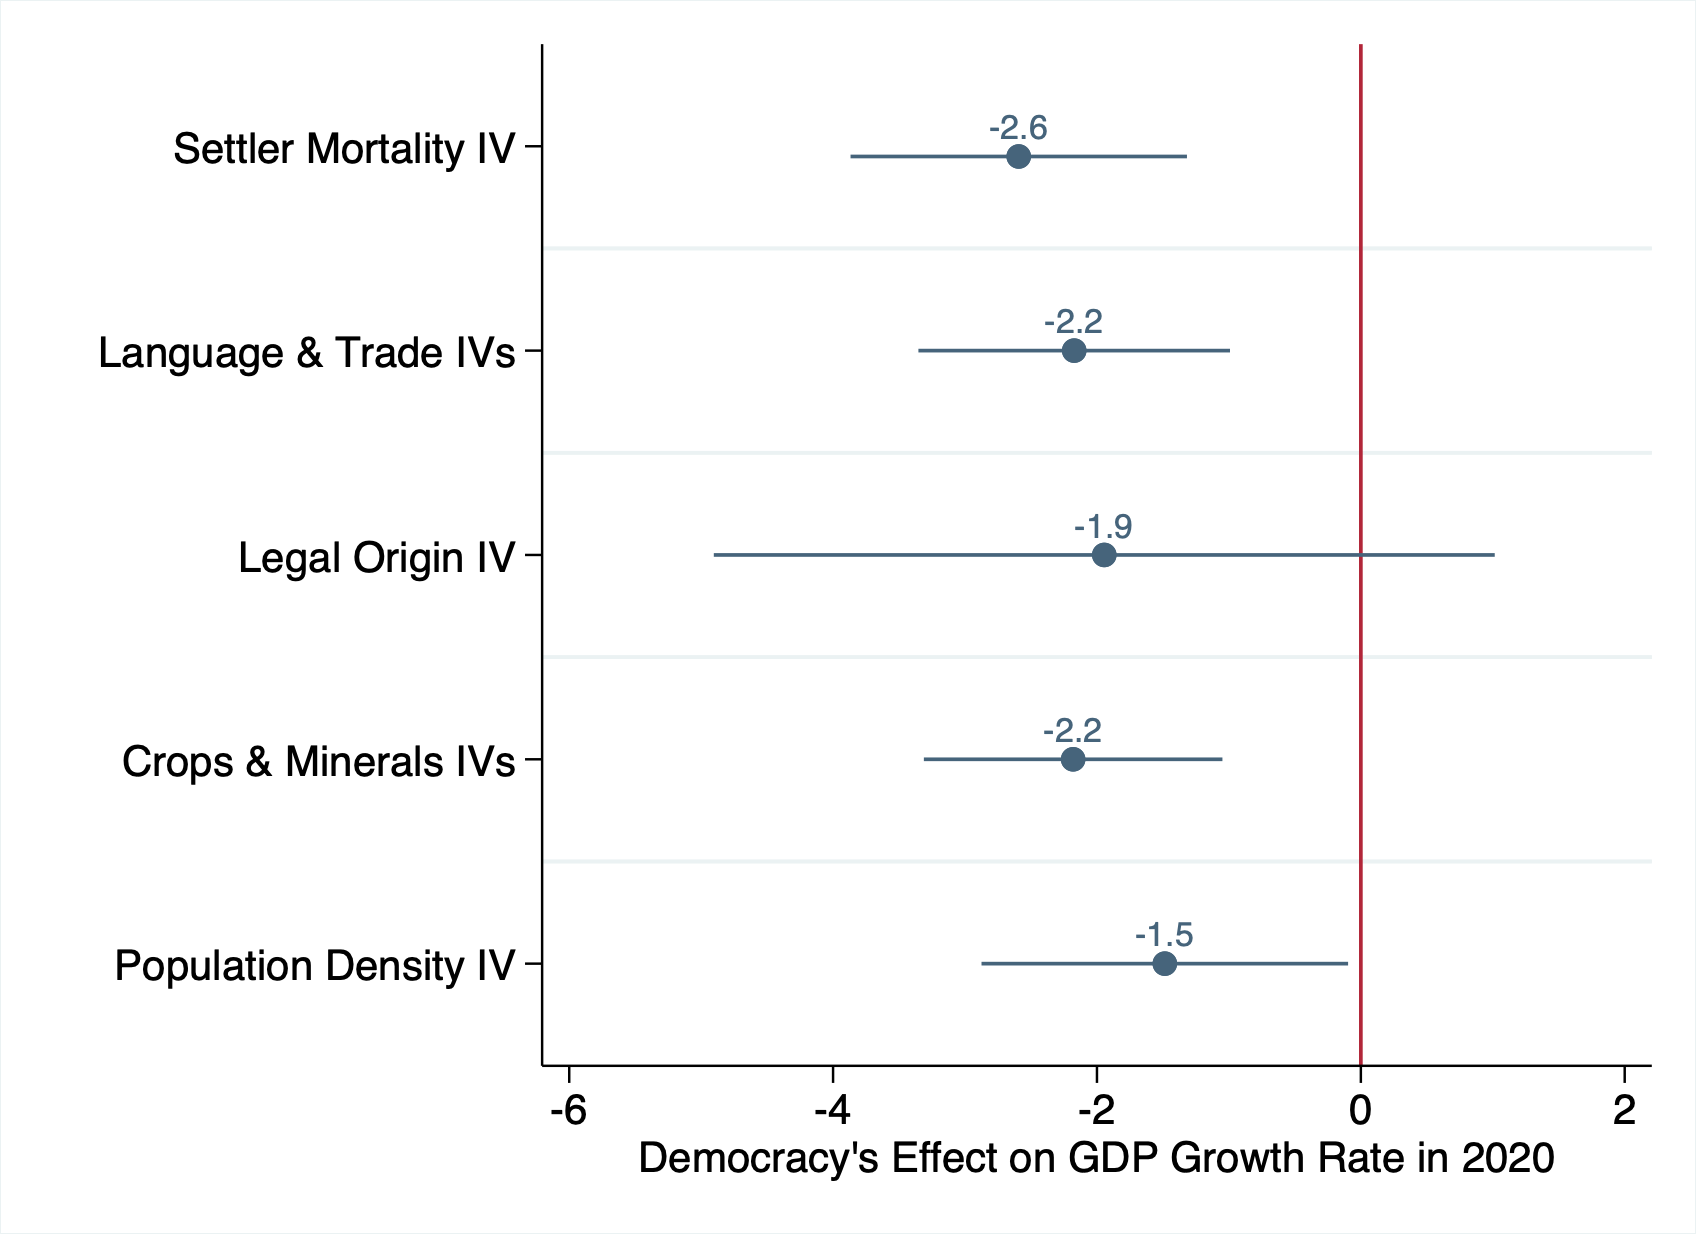 Settler Mortality IV
-2.6
Language & Trade IVs
-2.2
Legal Origin IV
-1.9
Crops & Minerals IVs
-2.2
Population Density IV
-1.5
-6 -4 -2 0 2
Democracy's Effect on GDP Growth Rate in 2020